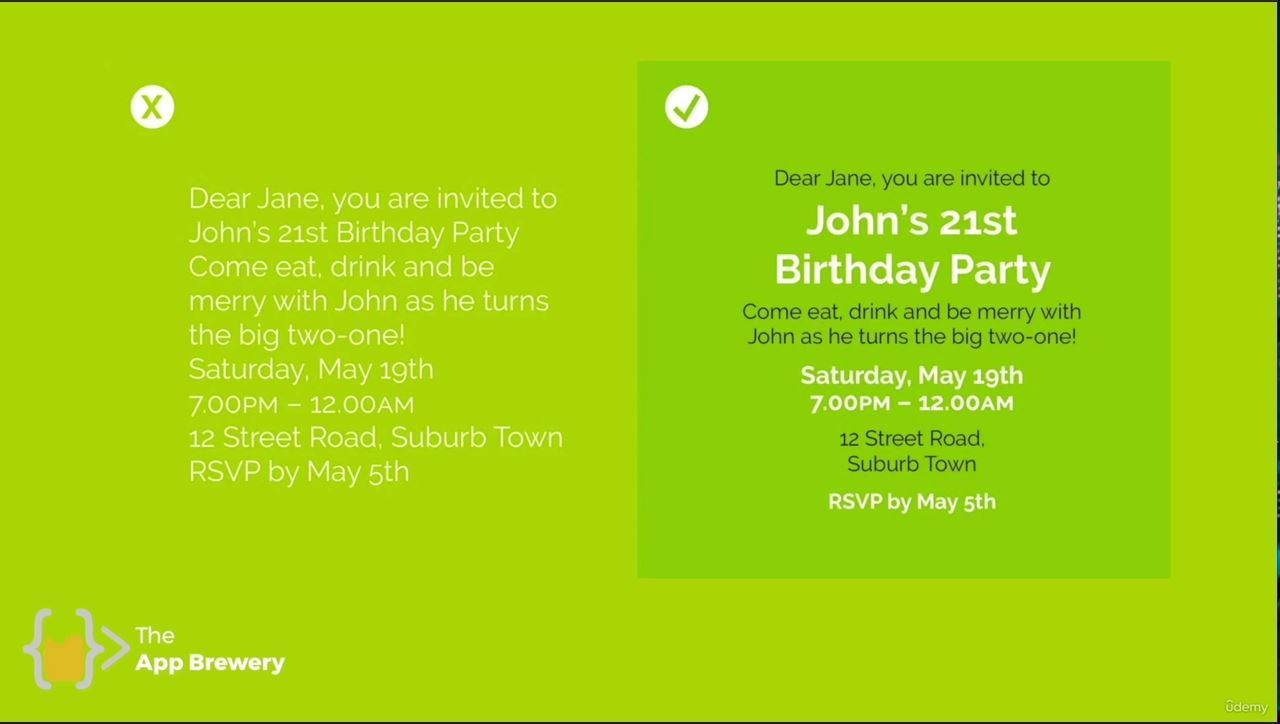 X
Dear Jane, you are invited to
John's 21st Birthday Party
Come eat, drink and be
merry with John as he turns
the big two-one!
Saturday, May 19th
7.00PM – 12.00AM
12 Street Road, Suburb Town
RSVP by May 5th
Dear Jane, you are invited to
John's 21st
Birthday Party
Come eat, drink and be merry with
John as he turns the big two-one!
Saturday, May 19th
7.00PM – 12.00AM
12 Street Road,
Suburb Town
RSVP by May 5th
The
App Brewery
ûdemy